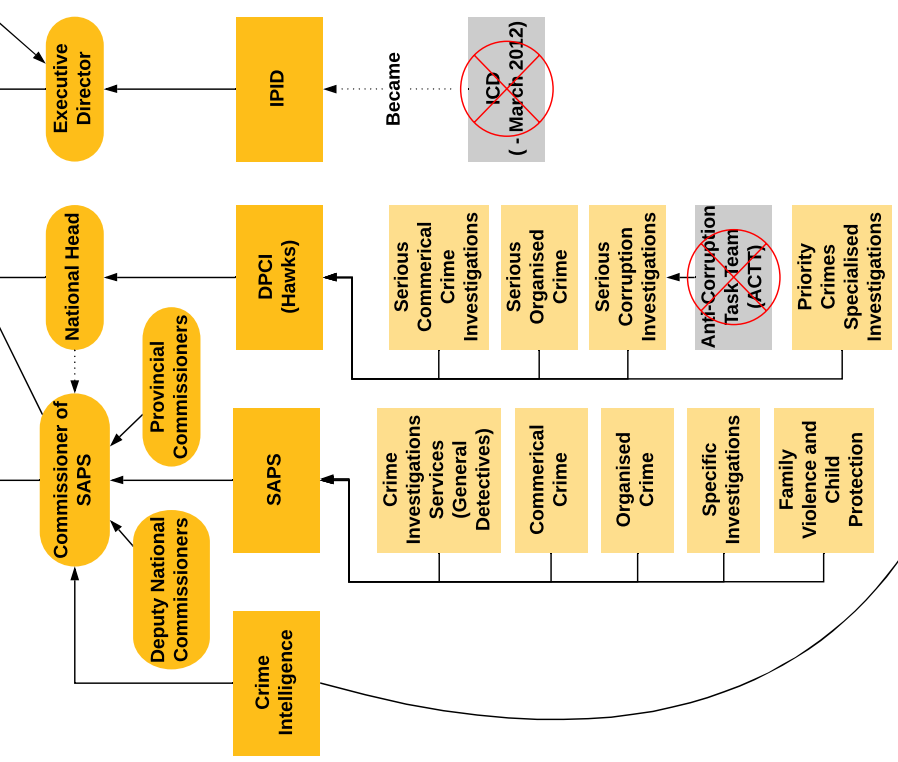 Executive
Director
IPID
Became
ICD
( - March 2012)
National Head
DPCI
(Hawks)
Serious
Commerical
Crime
Investigations
Serious
Organised
Crime
Serious
Corruption
Investigations
Anti-Corruption
Task Team
(ACTT)
Priority
Crimes
Specialised
Investigations
Provincial
Commissioners
Commissioner of
SAPS
SAPS
Crime
Investigations
Services
(General
Detectives)
Commerical
Crime
Organised
Crime
Specific
Investigations
Family
Violence and
Child
Protection
Deputy National
Commissioners
Crime
Intelligence